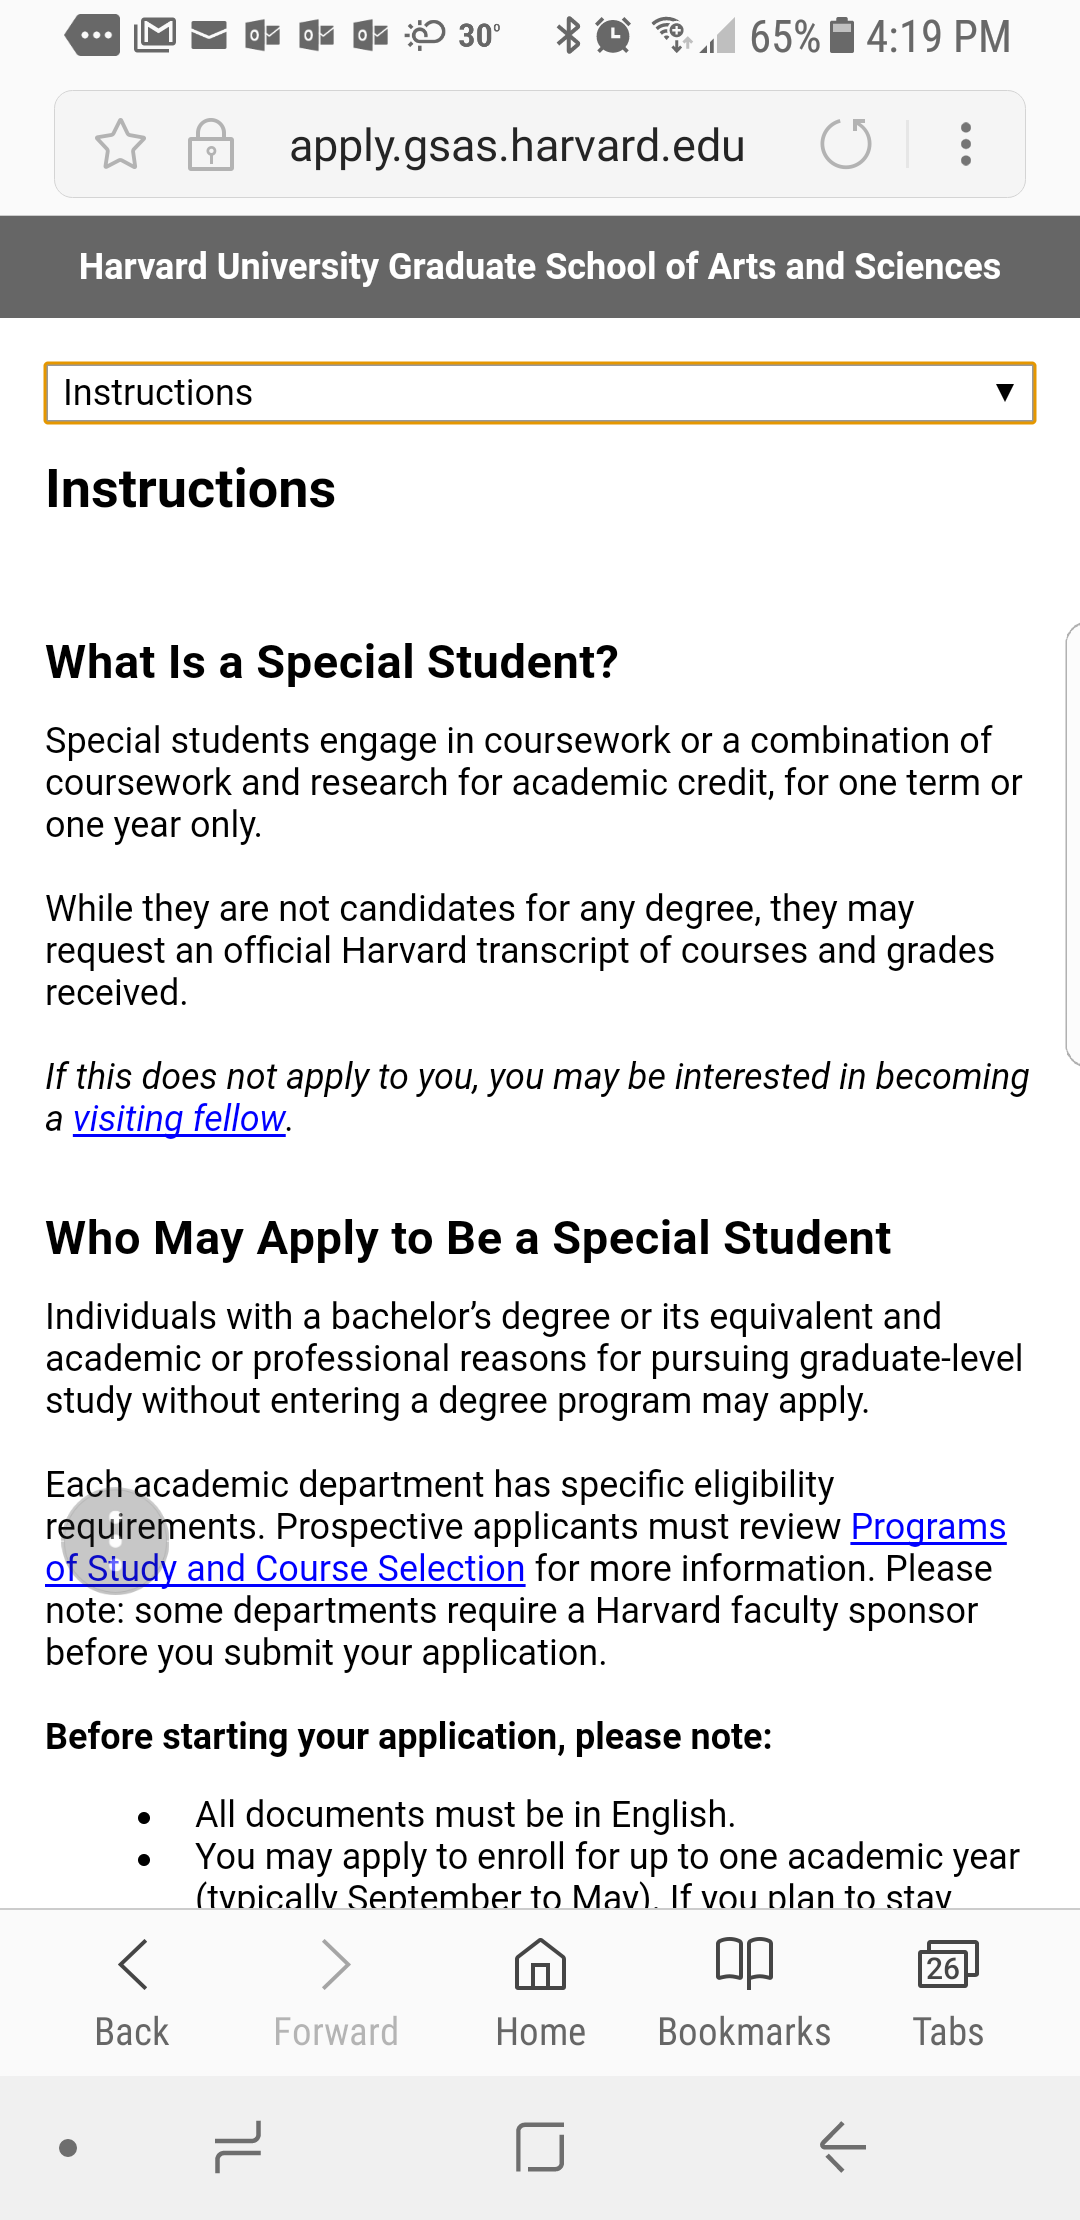 30° 65% 4:19 PM
apply.gsas.harvard.edu
Harvard University Graduate School of Arts and Sciences
Instructions ▼
Instructions
What Is a Special Student?
Special students engage in coursework or a combination of
coursework and research for academic credit, for one term or
one year only.
While they are not candidates for any degree, they may
request an official Harvard transcript of courses and grades
received.
If this does not apply to you, you may be interested in becoming
a visiting fellow.
Who May Apply to Be a Special Student
Individuals with a bachelor’s degree or its equivalent and
academic or professional reasons for pursuing graduate-level
study without entering a degree program may apply.
Each academic department has specific eligibility
requirements. Prospective applicants must review Programs
of Study and Course Selection for more information. Please
note: some departments require a Harvard faculty sponsor
before you submit your application.
Before starting your application, please note:
• All documents must be in English.
• You may apply to enroll for up to one academic year
(typically September to May). If you plan to stay
26
Back Forward Home Bookmarks Tabs